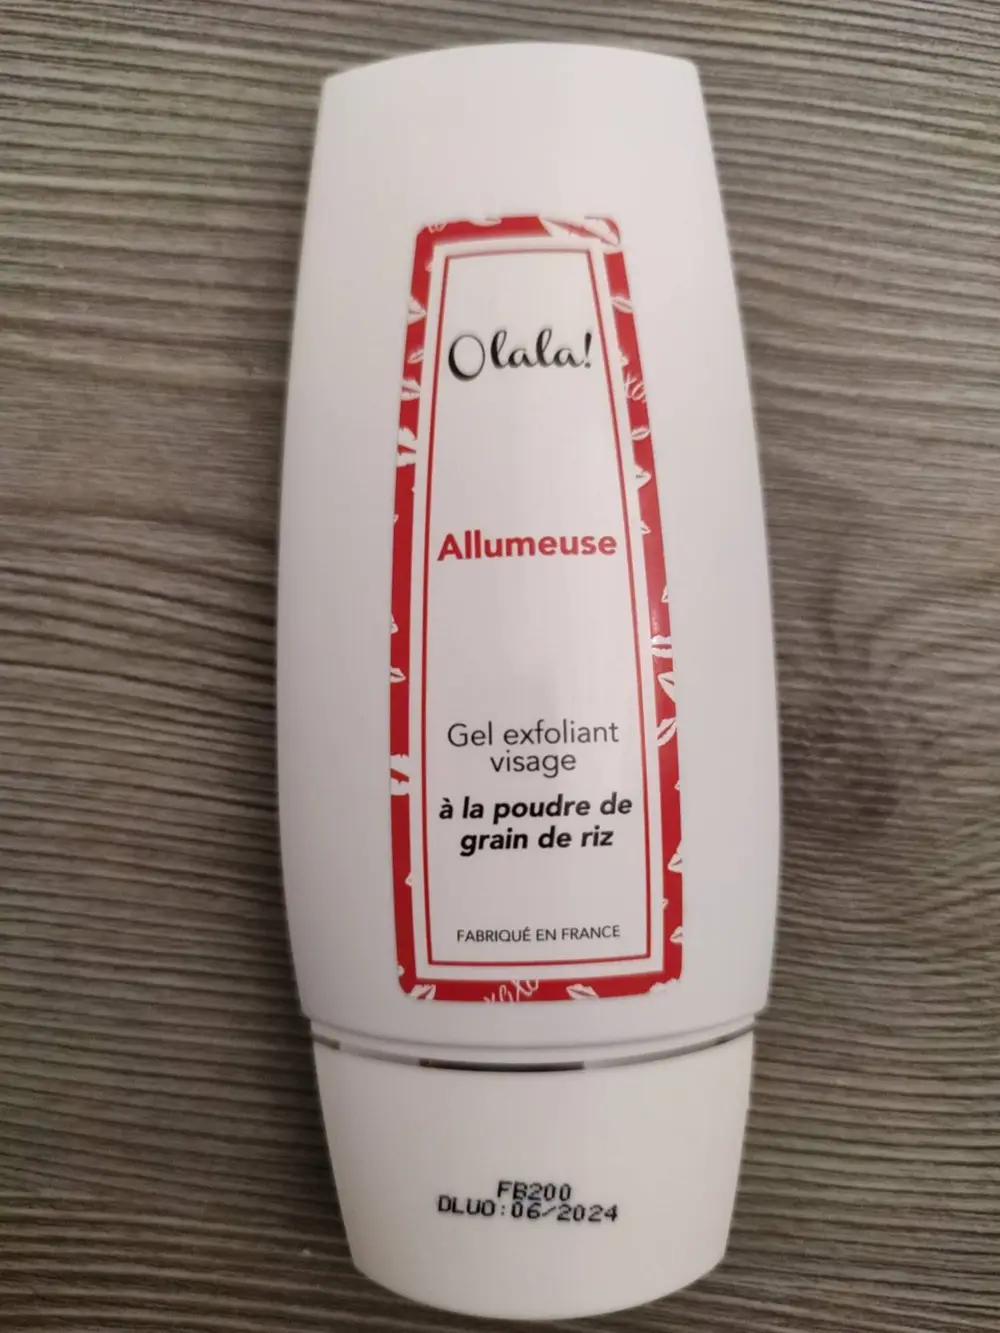 Olala!
Allumeuse
Gel exfoliant
visage
à la poudre de
grain de riz
FABRIQUÉ EN FRANCE
FB200
DLUO:06/2024